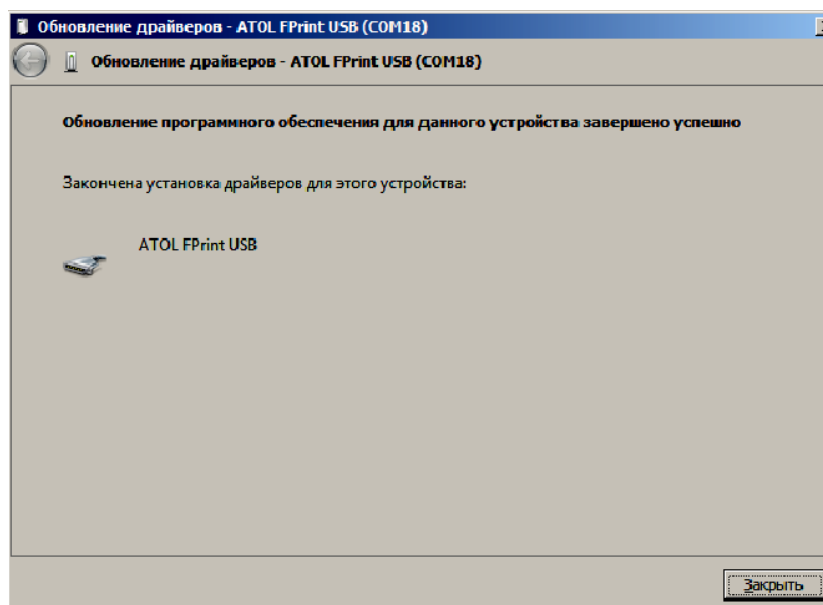 Обновление драйверов - ATOL FPrint USB (COM18)
Обновление драйверов - ATOL FPrint USB (COM18)
Обновление программного обеспечения для данного устройства завершено успешно
Закончена установка драйверов для этого устройства:
ATOL FPrint USB
Закрыть